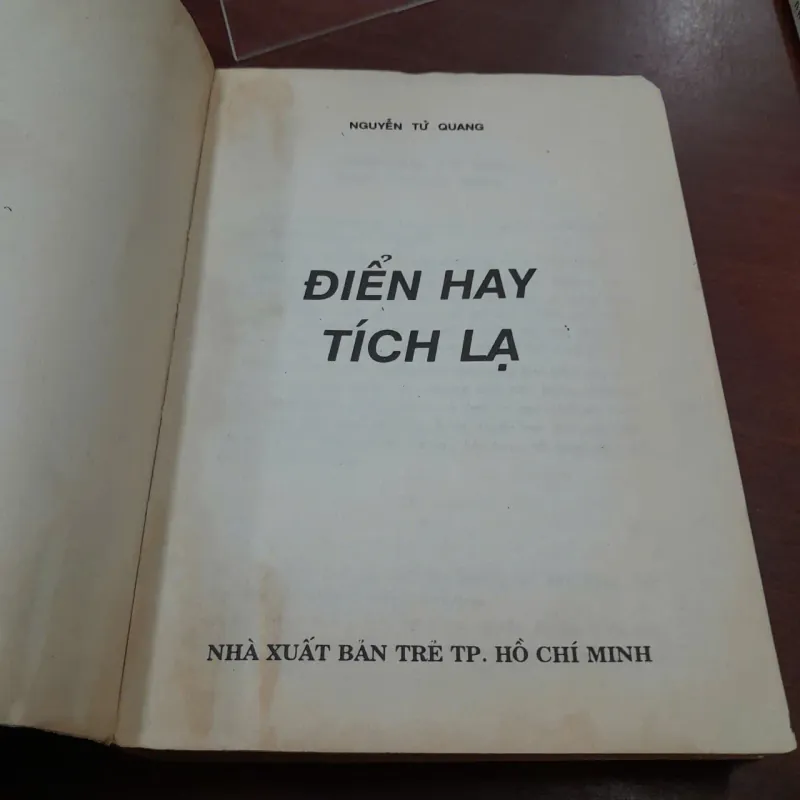 NGUYỄN TỬ QUANG
ĐIỂN HAY
TÍCH LẠ
NHÀ XUẤT BẢN TRẺ TP. HỒ CHÍ MINH